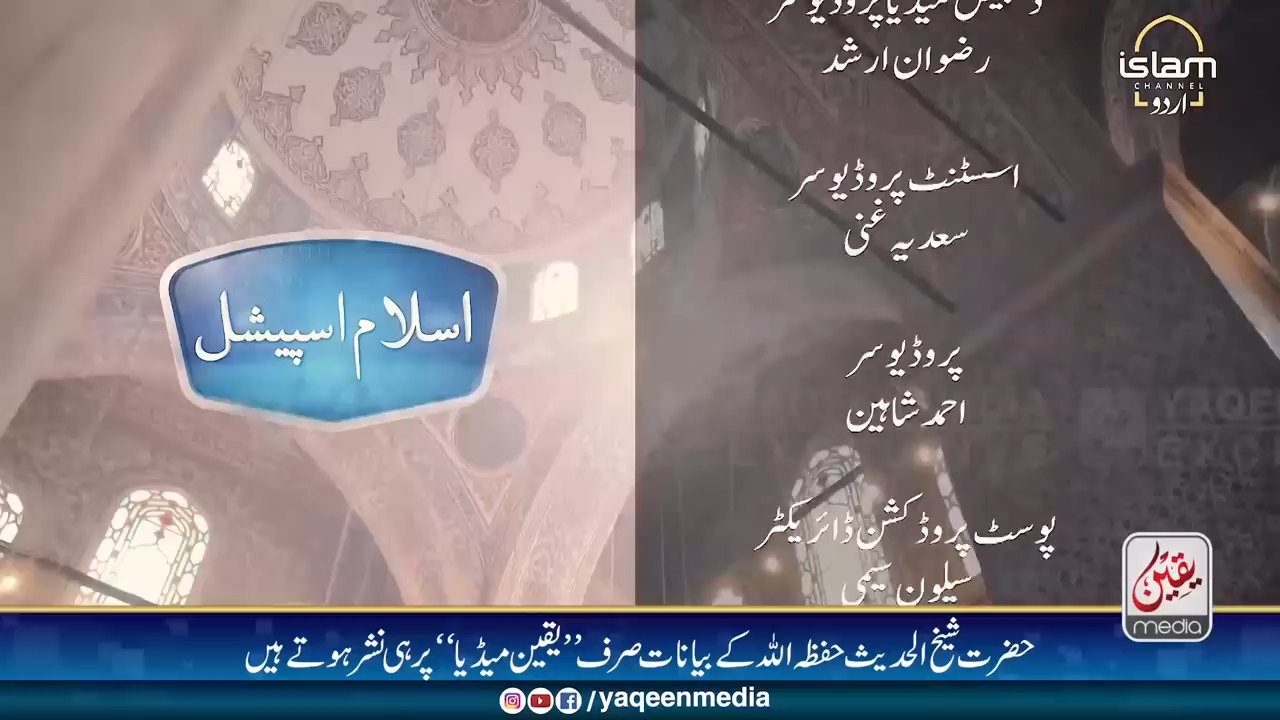 رضوان ارشد
islam
CHANNEL
اردو
اسسٹنٹ پروڈیوسر
سعدیہ غنی
اسلام اسپیشل
پروڈیوسر
احمد شاہین
پوسٹ پروڈکشن ڈائریکٹر
سیلون سیمی
یقین
media
حضرت شیخ الحدیث حفظہ اللہ کے بیانات صرف ’’یقین میڈیا‘‘ پر ہی نشر ہوتے ہیں
/yaqeenmedia